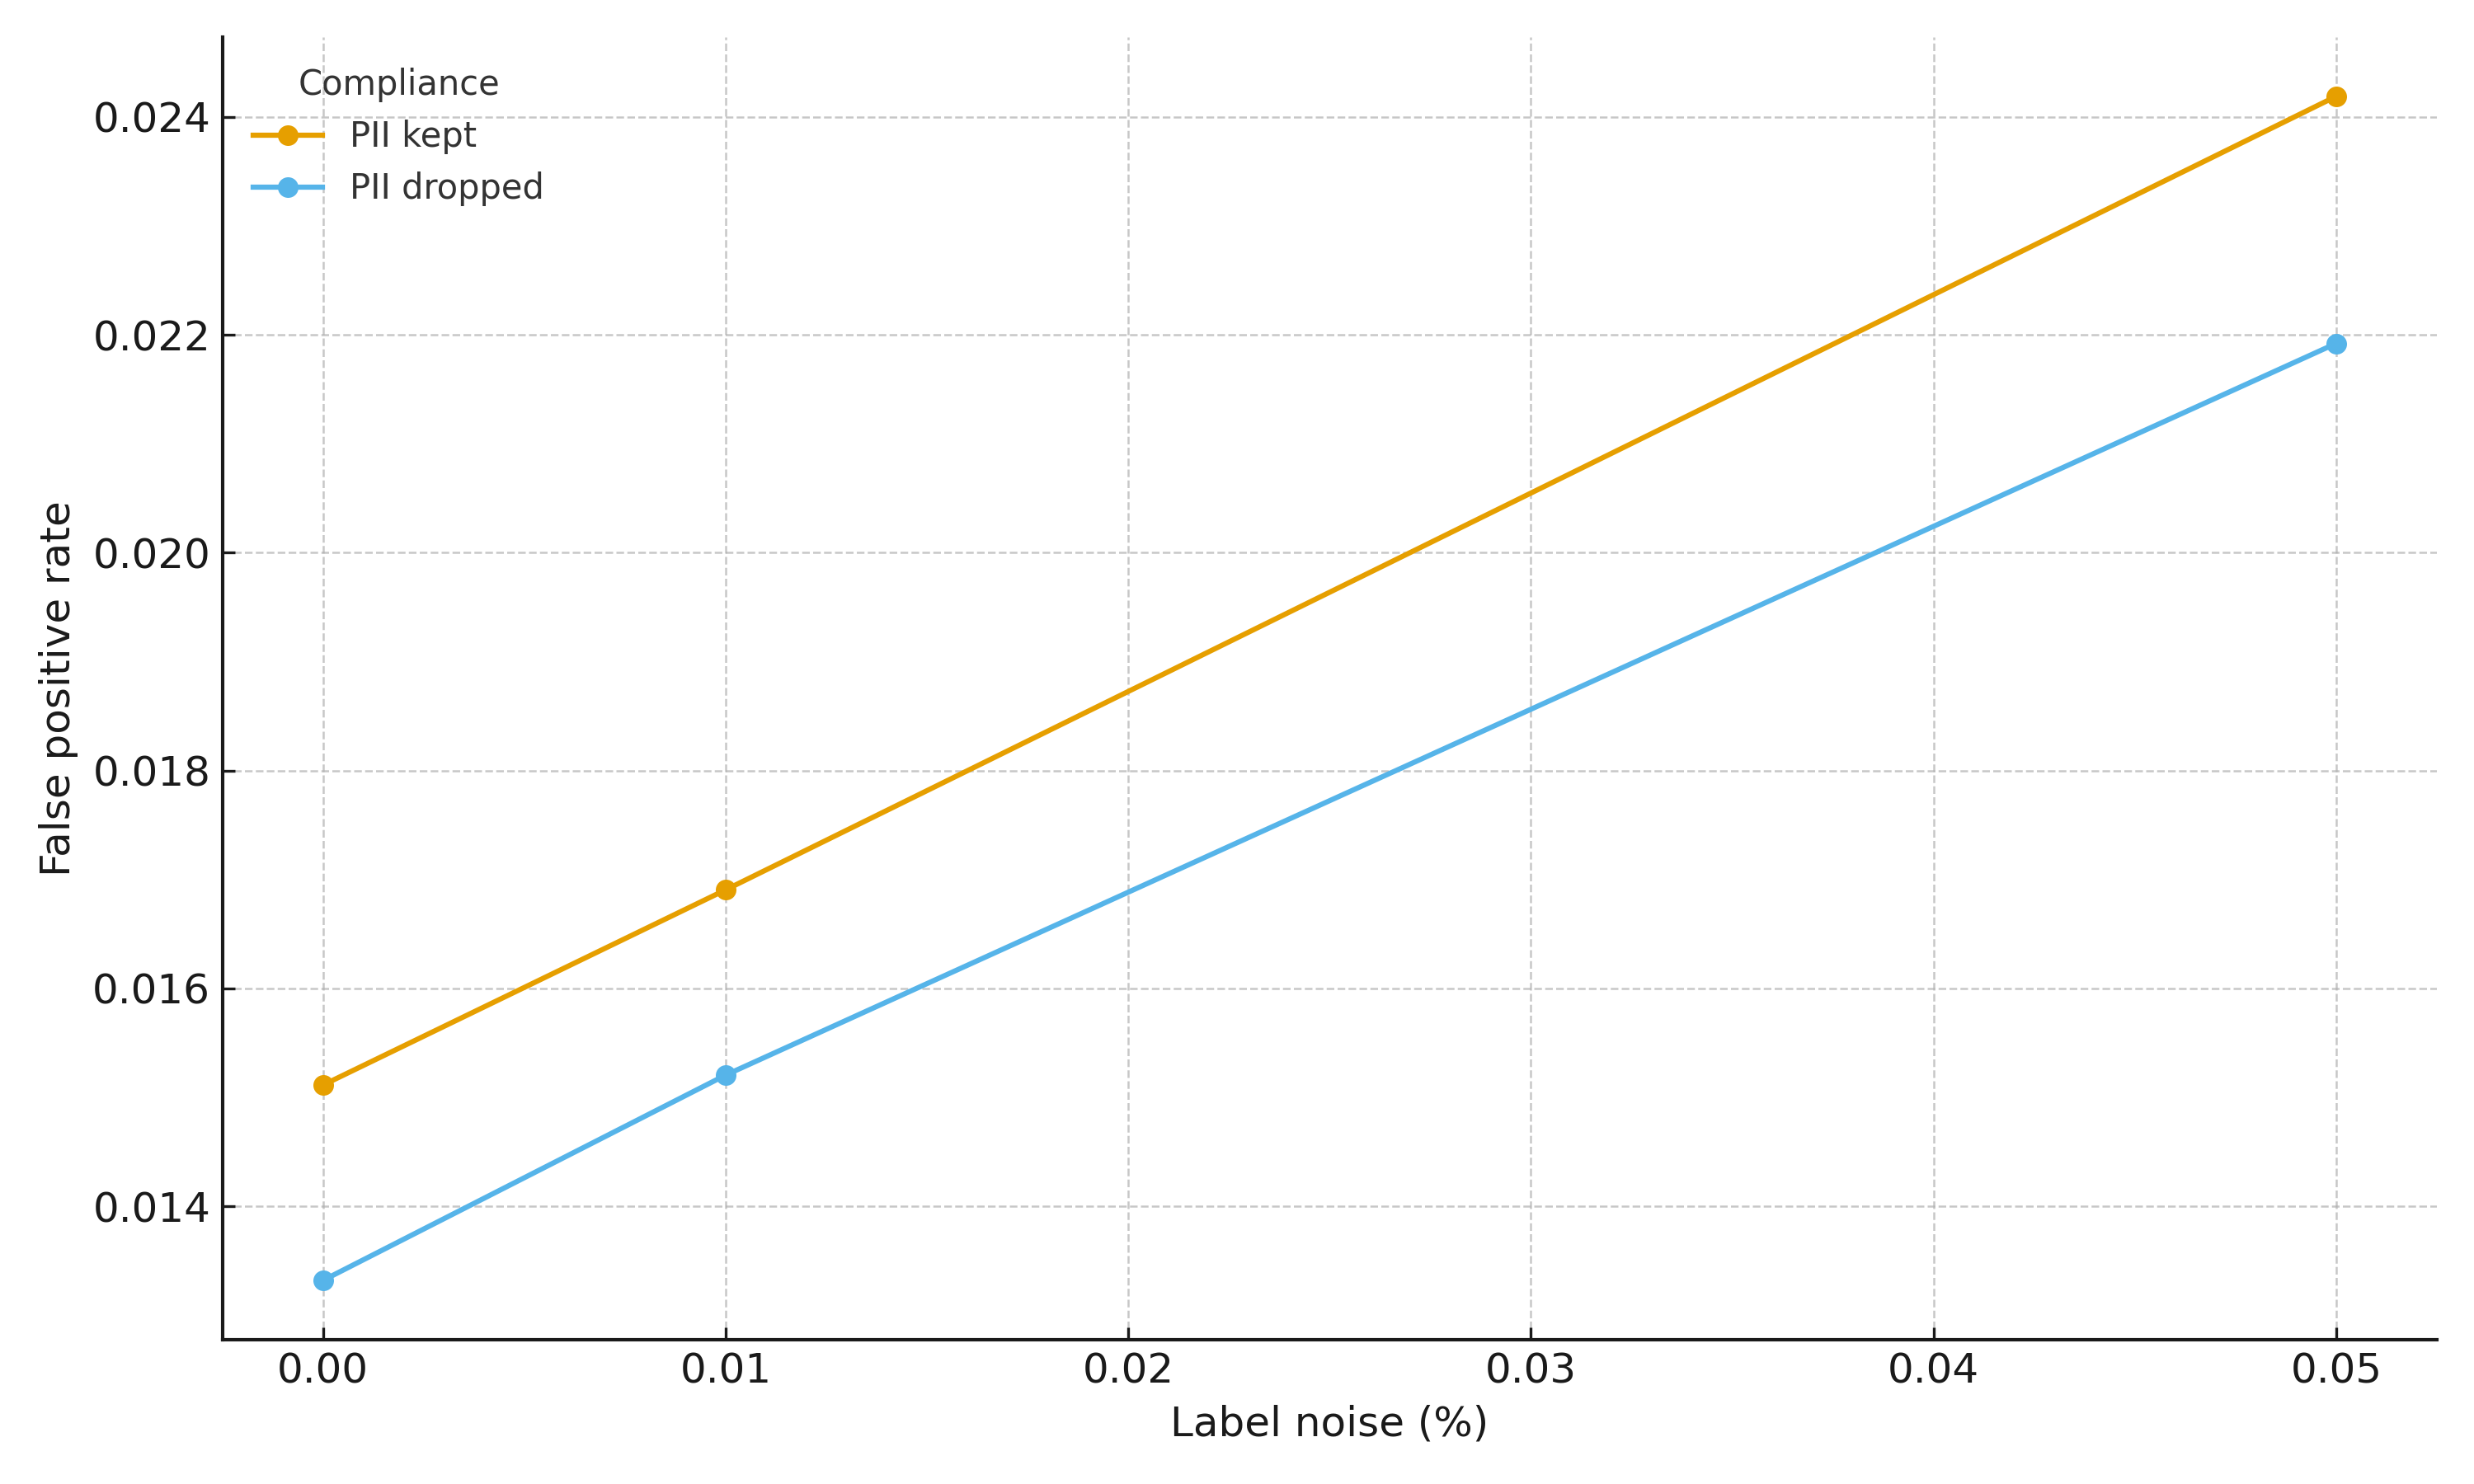 Compliance
PII kept
PII dropped
0.024
0.022
0.020
0.018
0.016
0.014
False positive rate
0.00 0.01 0.02 0.03 0.04 0.05
Label noise (%)